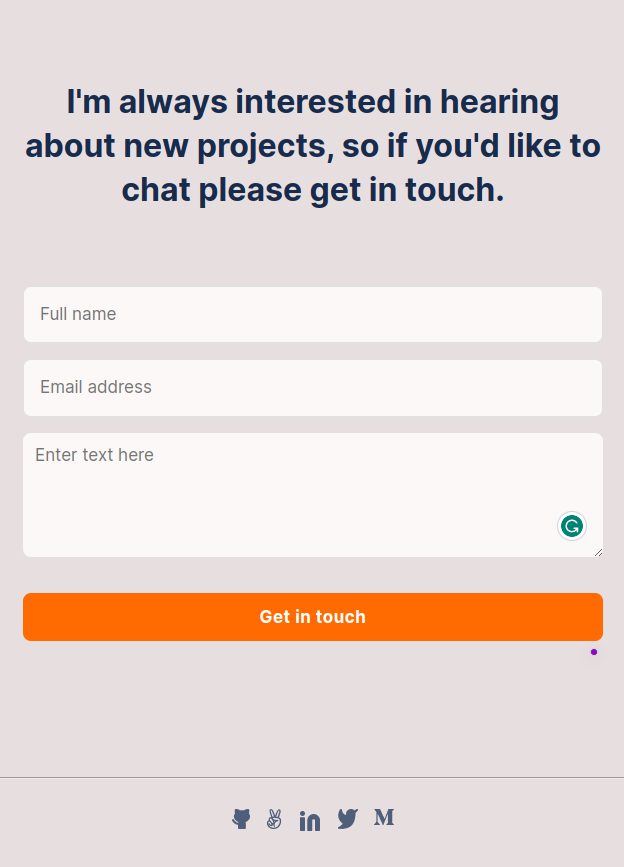 I'm always interested in hearing
about new projects, so if you'd like to
chat please get in touch.
Full name
Email address
Enter text here
Get in touch